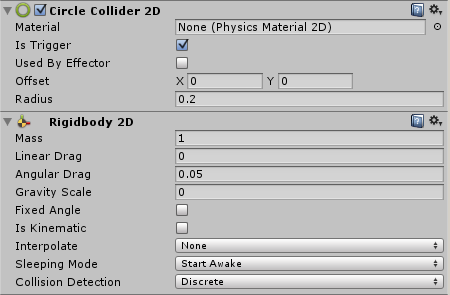 Circle Collider 2D
Material None (Physics Material 2D)
Is Trigger
Used By Effector
Offset X 0 Y 0
Radius 0.2
Rigidbody 2D
Mass 1
Linear Drag 0
Angular Drag 0.05
Gravity Scale 0
Fixed Angle
Is Kinematic
Interpolate None
Sleeping Mode Start Awake
Collision Detection Discrete